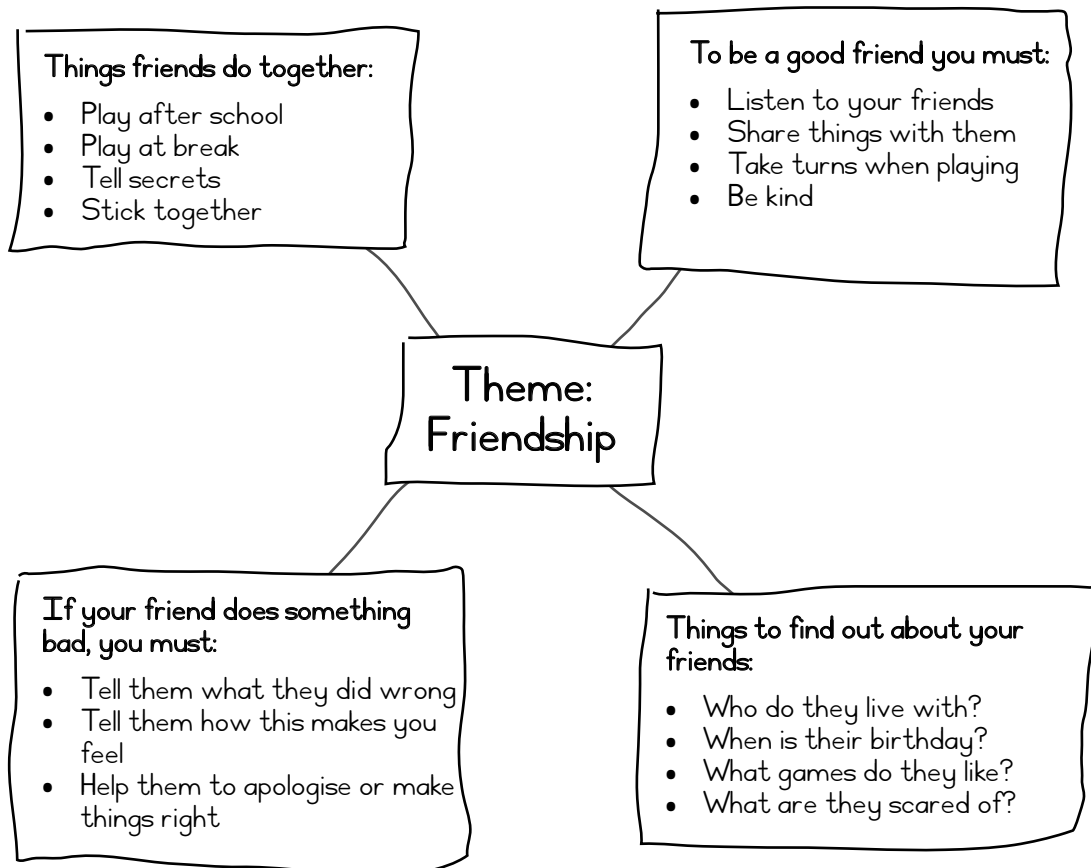 Things friends do together:
• Play after school
• Play at break
• Tell secrets
• Stick together
To be a good friend you must:
• Listen to your friends
• Share things with them
• Take turns when playing
• Be kind
Theme:
Friendship
If your friend does something
bad, you must:
• Tell them what they did wrong
• Tell them how this makes you
feel
• Help them to apologise or make
things right
Things to find out about your
friends:
• Who do they live with?
• When is their birthday?
• What games do they like?
• What are they scared of?